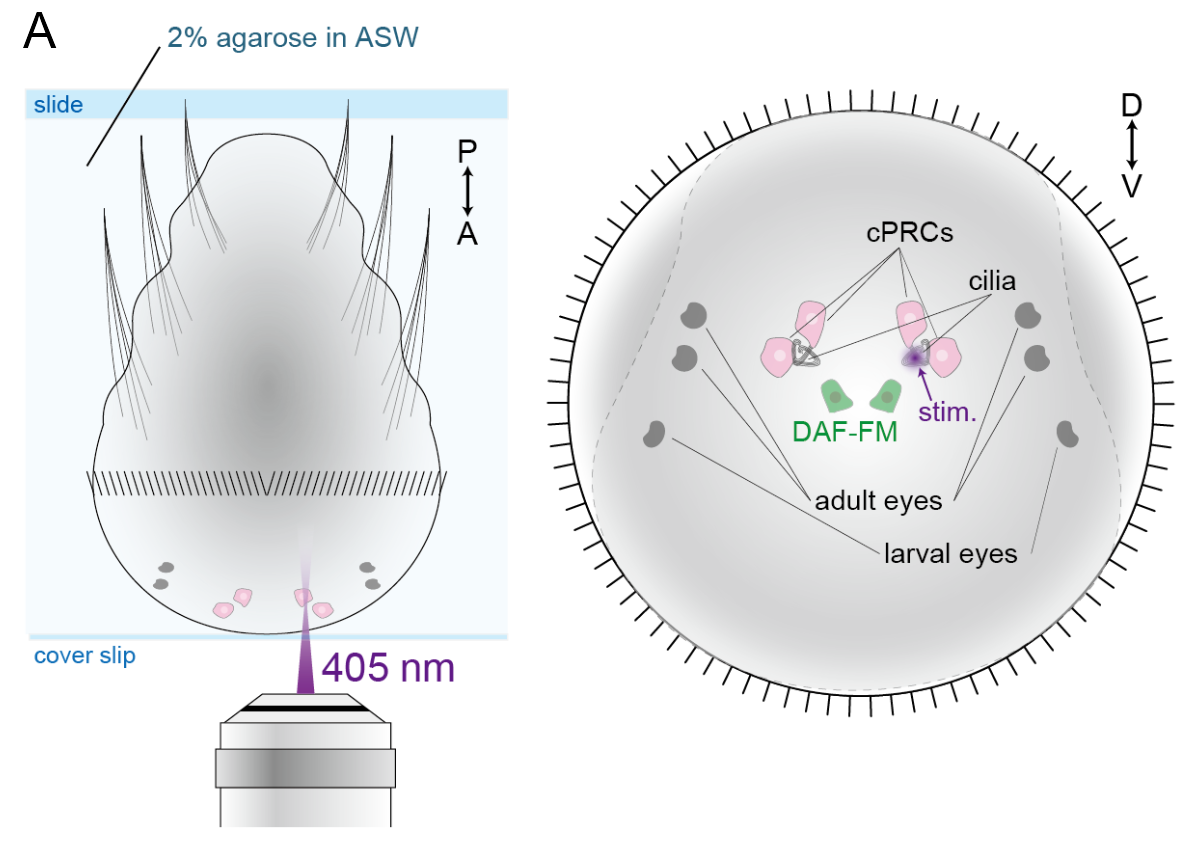 A
2% agarose in ASW
slide
P
A
cover slip
405 nm
D
V
cPRCs
cilia
stim.
DAF-FM
adult eyes
larval eyes